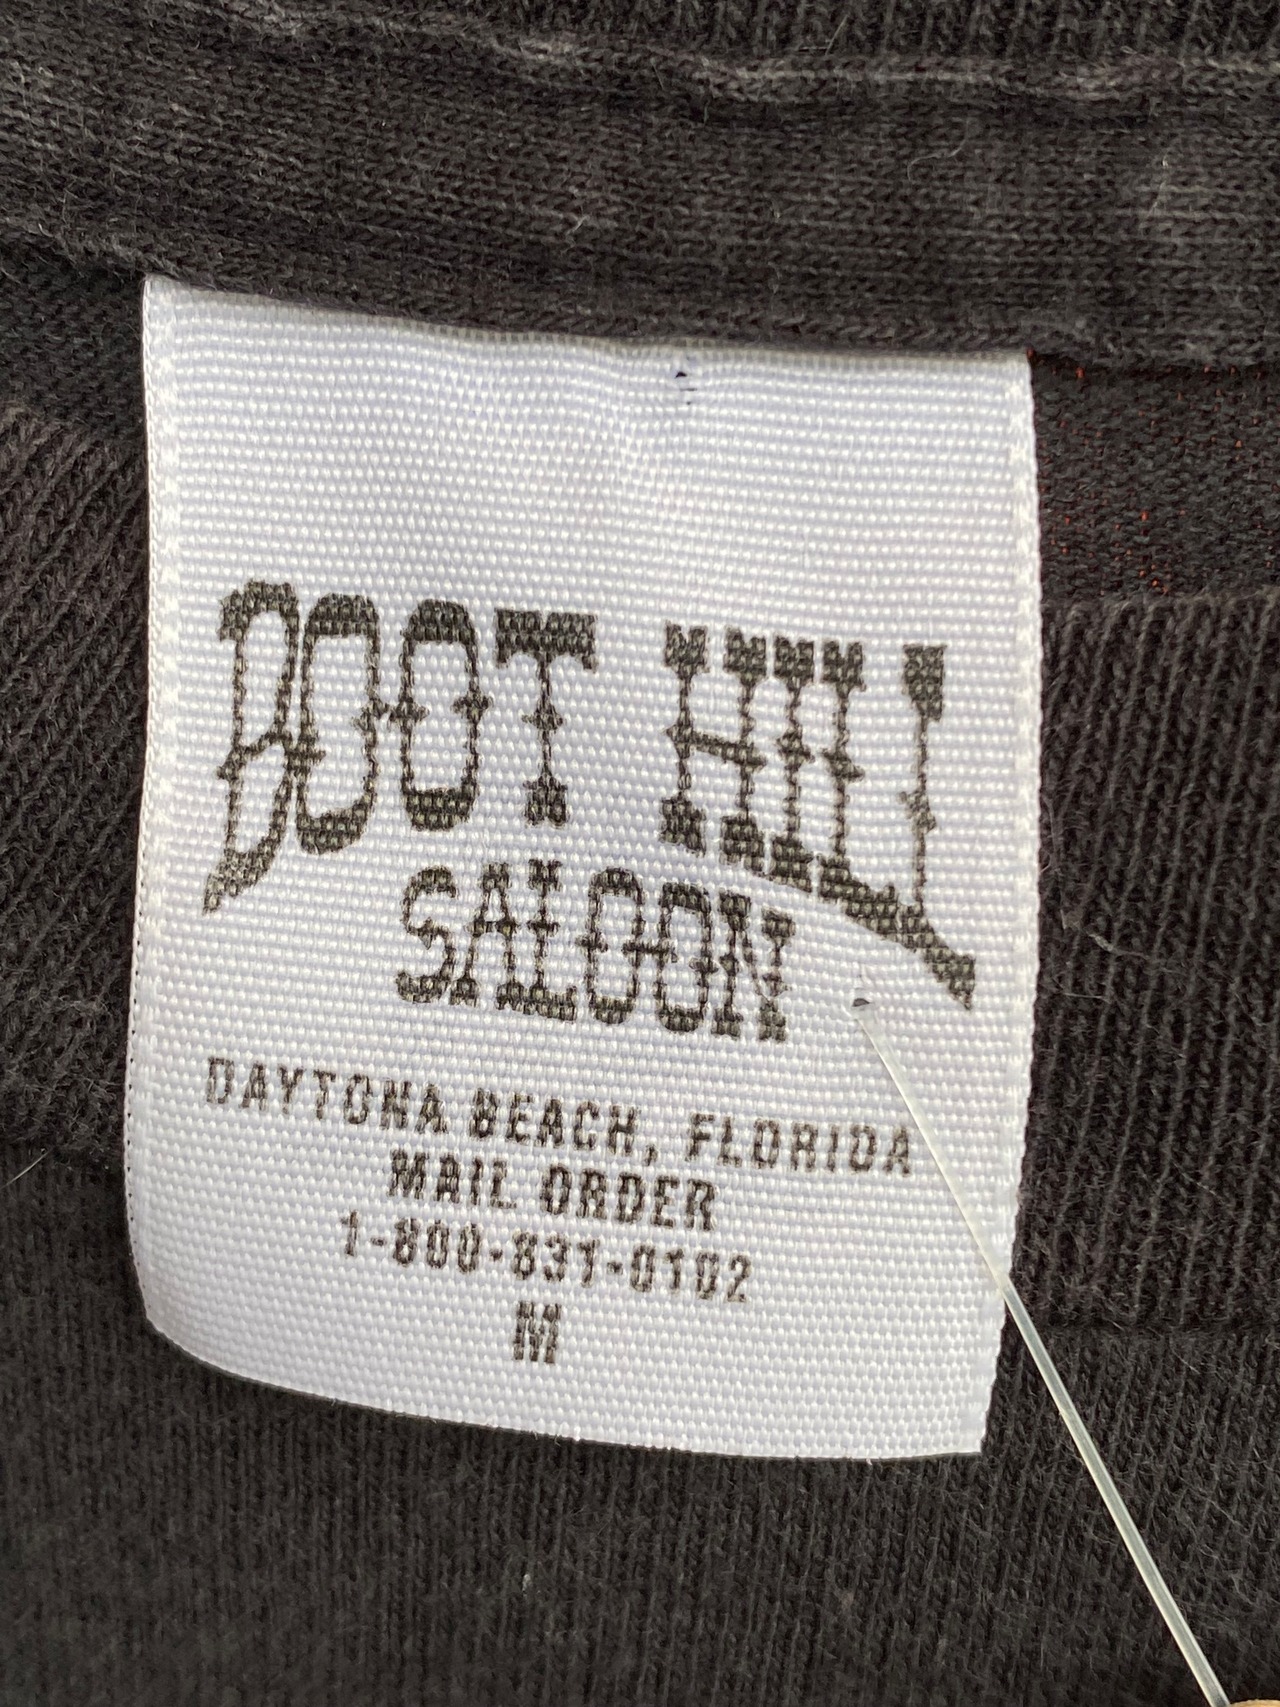 BOOT HILL
SALOON
DAYTONA BEACH, FLORIDA
MAIL ORDER
1-800-831-0102
M